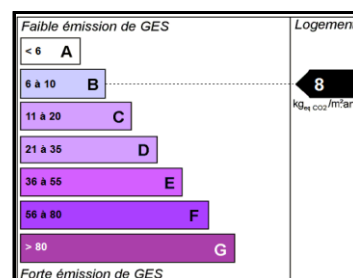 Faible émission de GES
Logement
< 6 A
6 à 10 B
8
kgeq CO2/m².an
11 à 20 C
21 à 35 D
36 à 55 E
56 à 80 F
> 80 G
Forte émission de GES